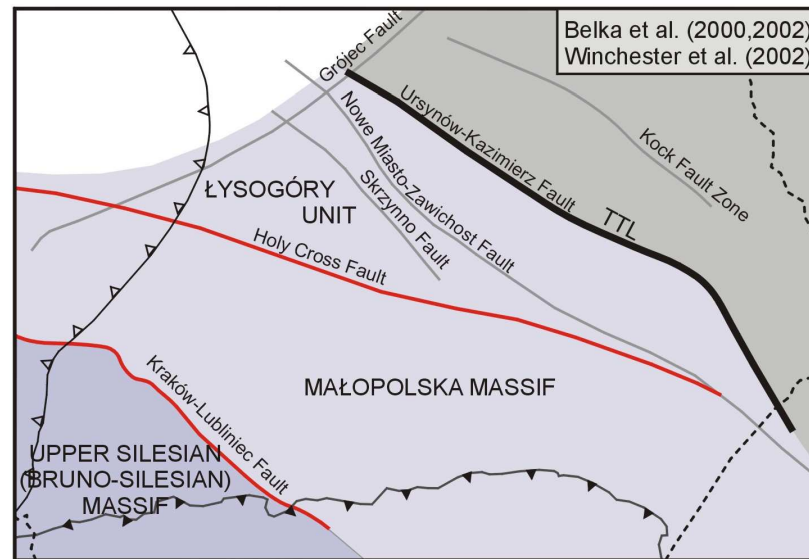 Belka et al. (2000,2002)
Winchester et al. (2002)
Grójec Fault
Nowe Miasto-Zawichost Fault
Ursynów-Kazimierz Fault
Kock Fault Zone
TTL
Skrzynno Fault
ŁYSOGÓRY
UNIT
Holy Cross Fault
MAŁOPOLSKA MASSIF
Kraków-Lubliniec Fault
UPPER SILESIAN
(BRUNO-SILESIAN)
MASSIF